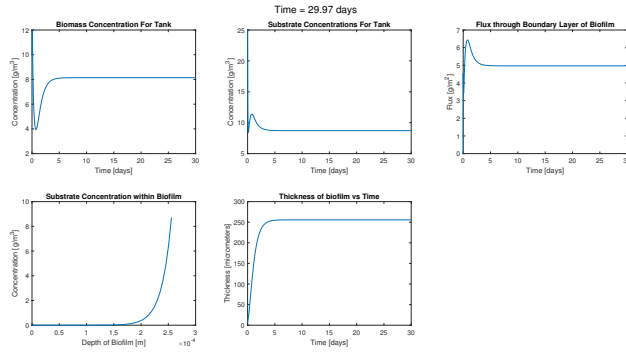 Time = 29.97 days
Biomass Concentration For Tank
Concentration [g/m³]
12
10
8
6
4
2
0 5 10 15 20 25 30
Time [days]
Substrate Concentrations For Tank
Concentration [g/m³]
25
20
15
10
5
0 5 10 15 20 25 30
Time [days]
Flux through Boundary Layer of Biofilm
Flux [g/m²]
8
7
6
5
4
3
2
1
0
0 5 10 15 20 25 30
Time [days]
Substrate Concentration within Biofilm
Concentration [g/m³]
10
8
6
4
2
0
0 0.5 1 1.5 2 2.5 3
Depth of Biofilm [m] ×10⁻⁴
Thickness of biofilm vs Time
Thickness [micrometers]
300
250
200
150
100
50
0
0 5 10 15 20 25 30
Time [days]